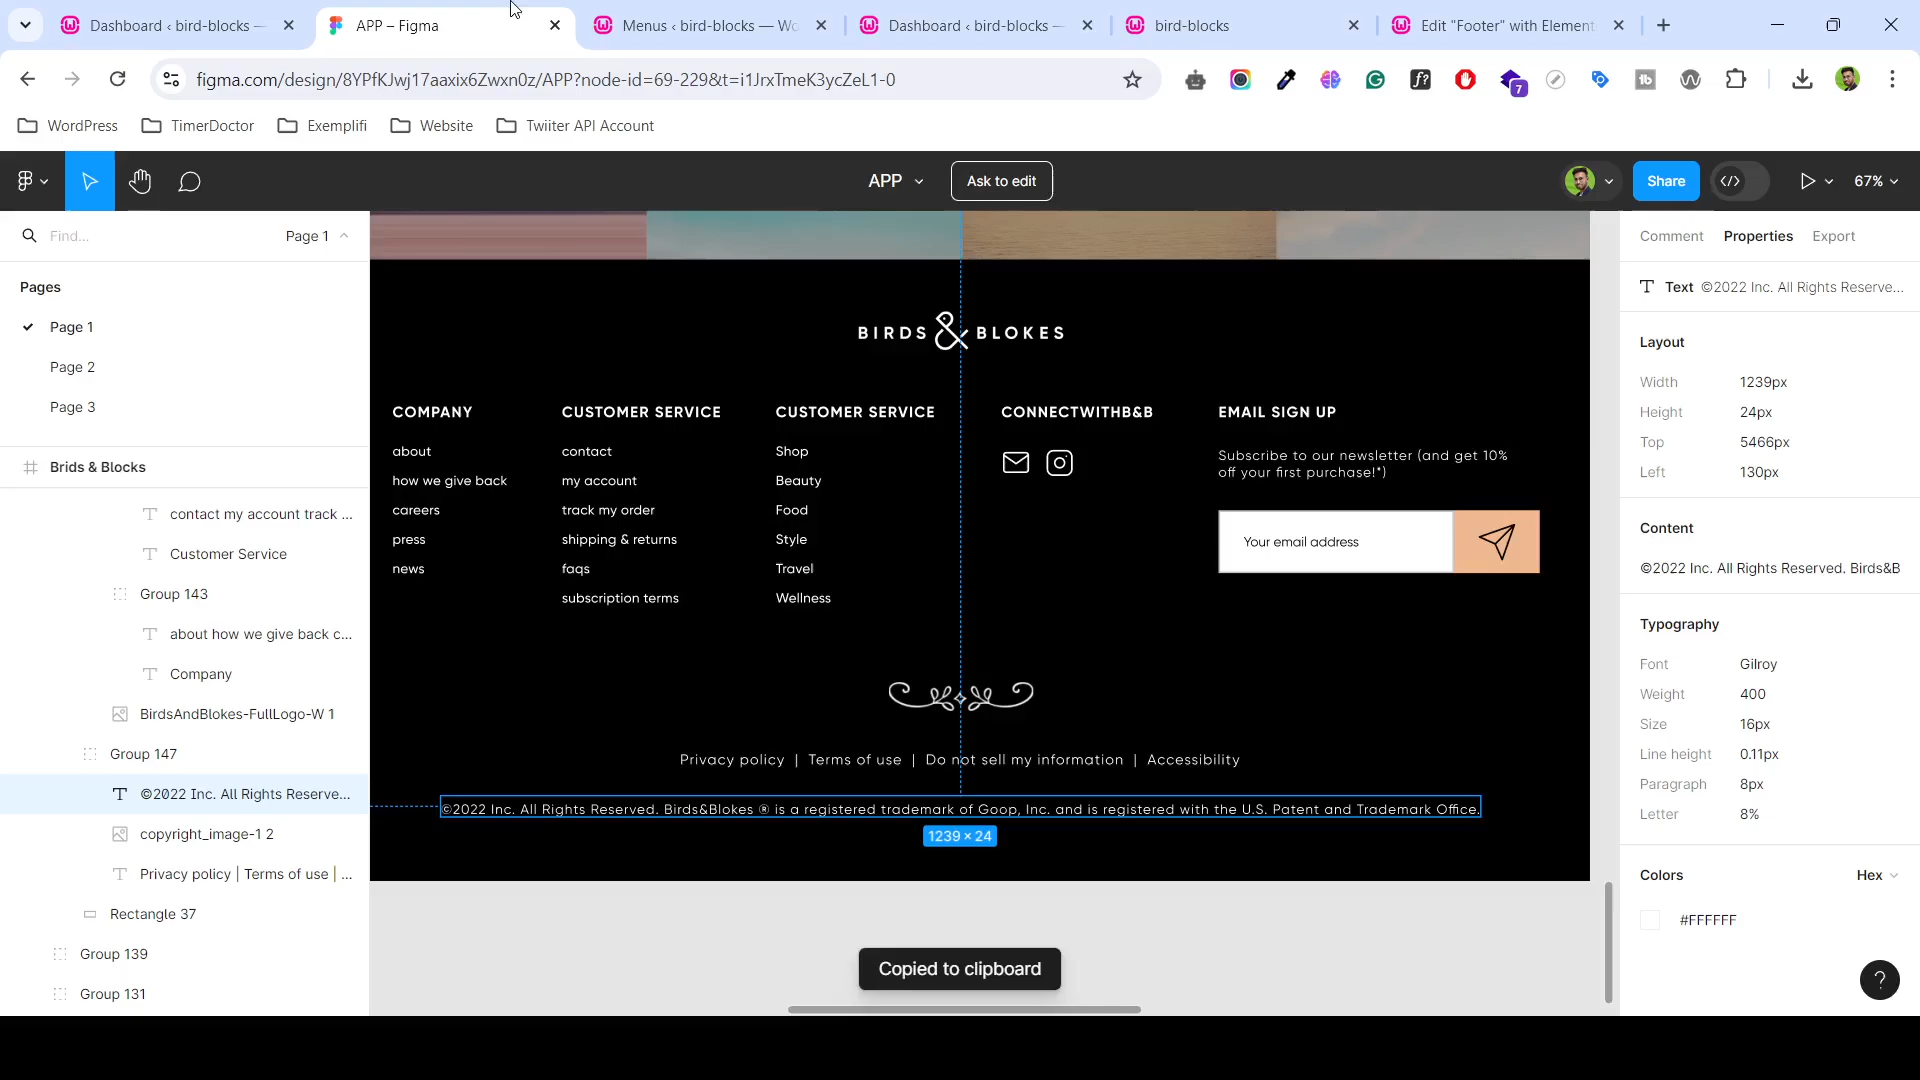 Dashboard ‹ bird-blocks —
APP – Figma
Menus ‹ bird-blocks — Wo
Dashboard ‹ bird-blocks —
bird-blocks
Edit "Footer" with Element
figma.com/design/8YPfKJwj17aaxix6Zwxn0z/APP?node-id=69-229&t=i1JrxTmeK3ycZeL1-0
f?
7
tb
WordPress
TimerDoctor
Exemplifi
Website
Twiiter API Account
APP
Ask to edit
Share
67%
Find...
Page 1
Comment
Properties
Export
Pages
Page 1
Page 2
Page 3
Brids & Blocks
contact my account track ...
Customer Service
Group 143
about how we give back c...
Company
BirdsAndBlokes-FullLogo-W 1
Group 147
©2022 Inc. All Rights Reserve...
copyright_image-1 2
Privacy policy | Terms of use | ...
Rectangle 37
Group 139
Group 131
BIRDS & BLOKES
COMPANY
about
how we give back
careers
press
news
CUSTOMER SERVICE
contact
my account
track my order
shipping & returns
faqs
subscription terms
CUSTOMER SERVICE
Shop
Beauty
Food
Style
Travel
Wellness
CONNECTWITHB&B
EMAIL SIGN UP
Subscribe to our newsletter (and get 10%
off your first purchase!*)
Your email address
Privacy policy | Terms of use | Do not sell my information | Accessibility
©2022 Inc. All Rights Reserved. Birds&Blokes ® is a registered trademark of Goop, Inc. and is registered with the U.S. Patent and Trademark Office.
1239 × 24
Copied to clipboard
Text ©2022 Inc. All Rights Reserve...
Layout
Width 1239px
Height 24px
Top 5466px
Left 130px
Content
©2022 Inc. All Rights Reserved. Birds&B
Typography
Font Gilroy
Weight 400
Size 16px
Line height 0.11px
Paragraph 8px
Letter 8%
Colors
Hex
#FFFFFF
?